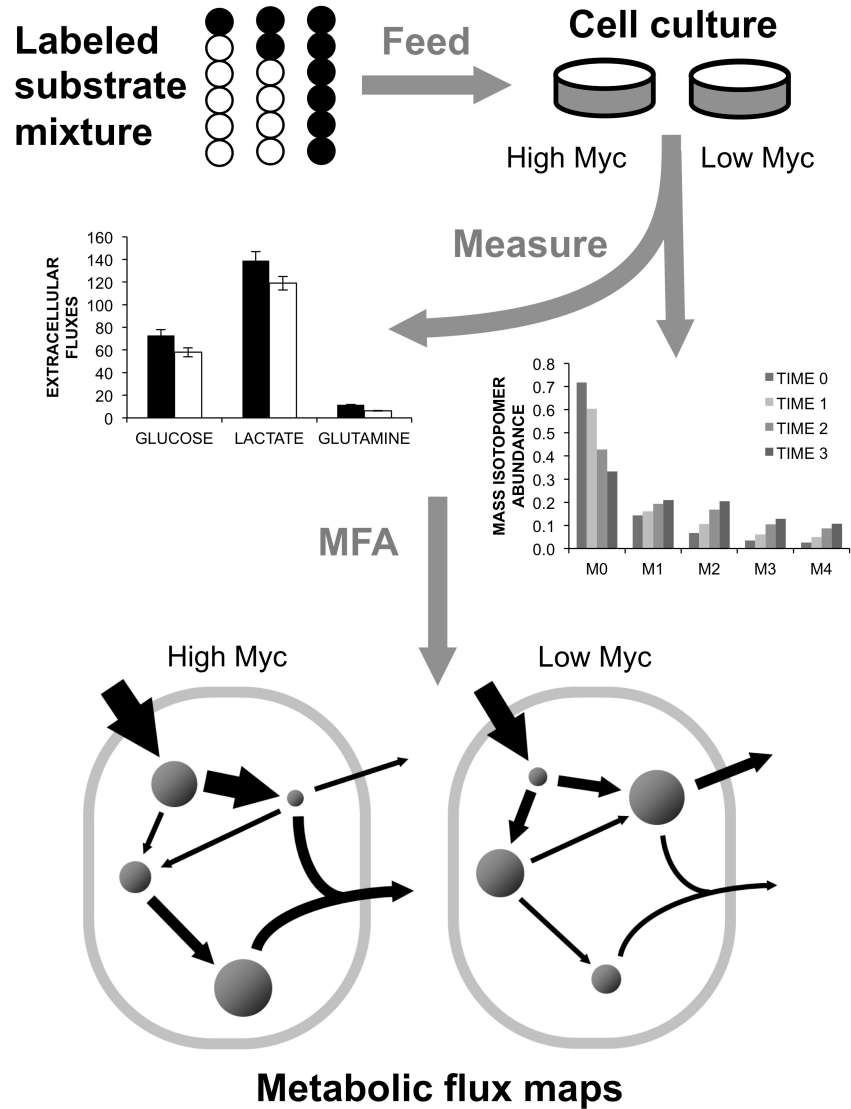 Labeled
substrate
mixture
Feed
Cell culture
High Myc
Low Myc
Measure
EXTRACELLULAR
FLUXES
160
140
120
100
80
60
40
20
0
GLUCOSE
LACTATE
GLUTAMINE
MASS ISOTOPOMER
ABUNDANCE
0.8
0.7
0.6
0.5
0.4
0.3
0.2
0.1
0.0
TIME 0
TIME 1
TIME 2
TIME 3
M0
M1
M2
M3
M4
MFA
High Myc
Low Myc
Metabolic flux maps